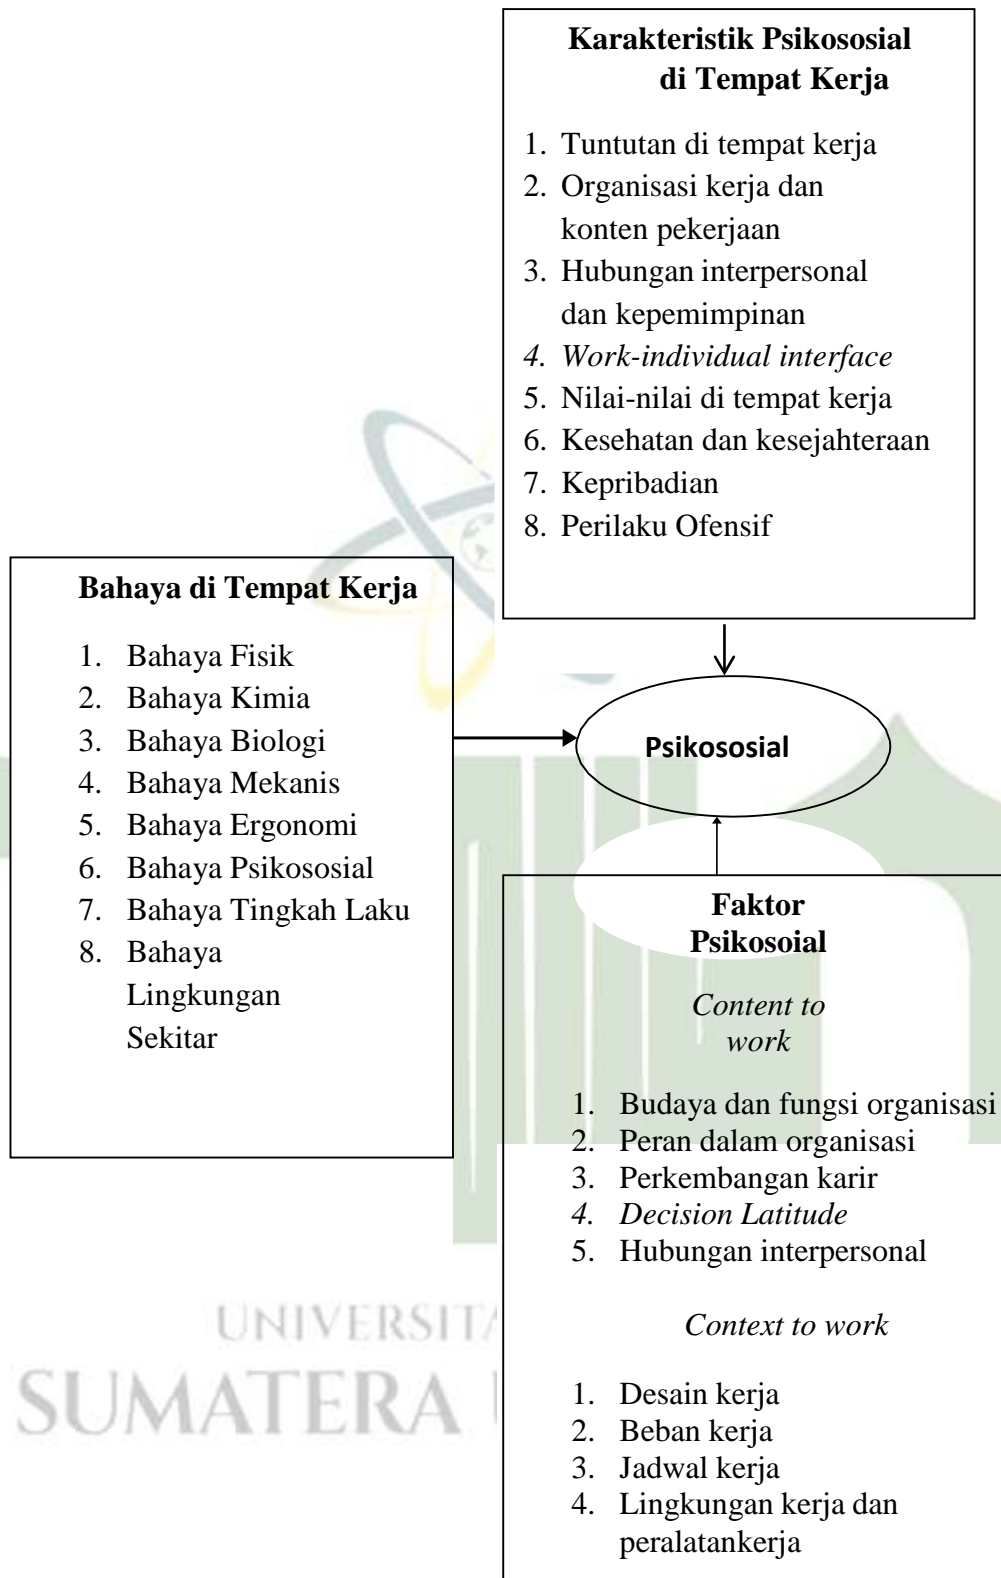 Karakteristik Psikososial
di Tempat Kerja
1. Tuntutan di tempat kerja
2. Organisasi kerja dan
konten pekerjaan
3. Hubungan interpersonal
dan kepemimpinan
4. Work-individual interface
5. Nilai-nilai di tempat kerja
6. Kesehatan dan kesejahteraan
7. Kepribadian
8. Perilaku Ofensif
Bahaya di Tempat Kerja
1. Bahaya Fisik
2. Bahaya Kimia
3. Bahaya Biologi
4. Bahaya Mekanis
5. Bahaya Ergonomi
6. Bahaya Psikososial
7. Bahaya Tingkah Laku
8. Bahaya
Lingkungan
Sekitar
Psikososial
Faktor
Psikosoial
Content to
work
1. Budaya dan fungsi organisasi
2. Peran dalam organisasi
3. Perkembangan karir
4. Decision Latitude
5. Hubungan interpersonal
Context to work
1. Desain kerja
2. Beban kerja
3. Jadwal kerja
4. Lingkungan kerja dan
peralatankerja
UNIVERSITA
SUMATERA